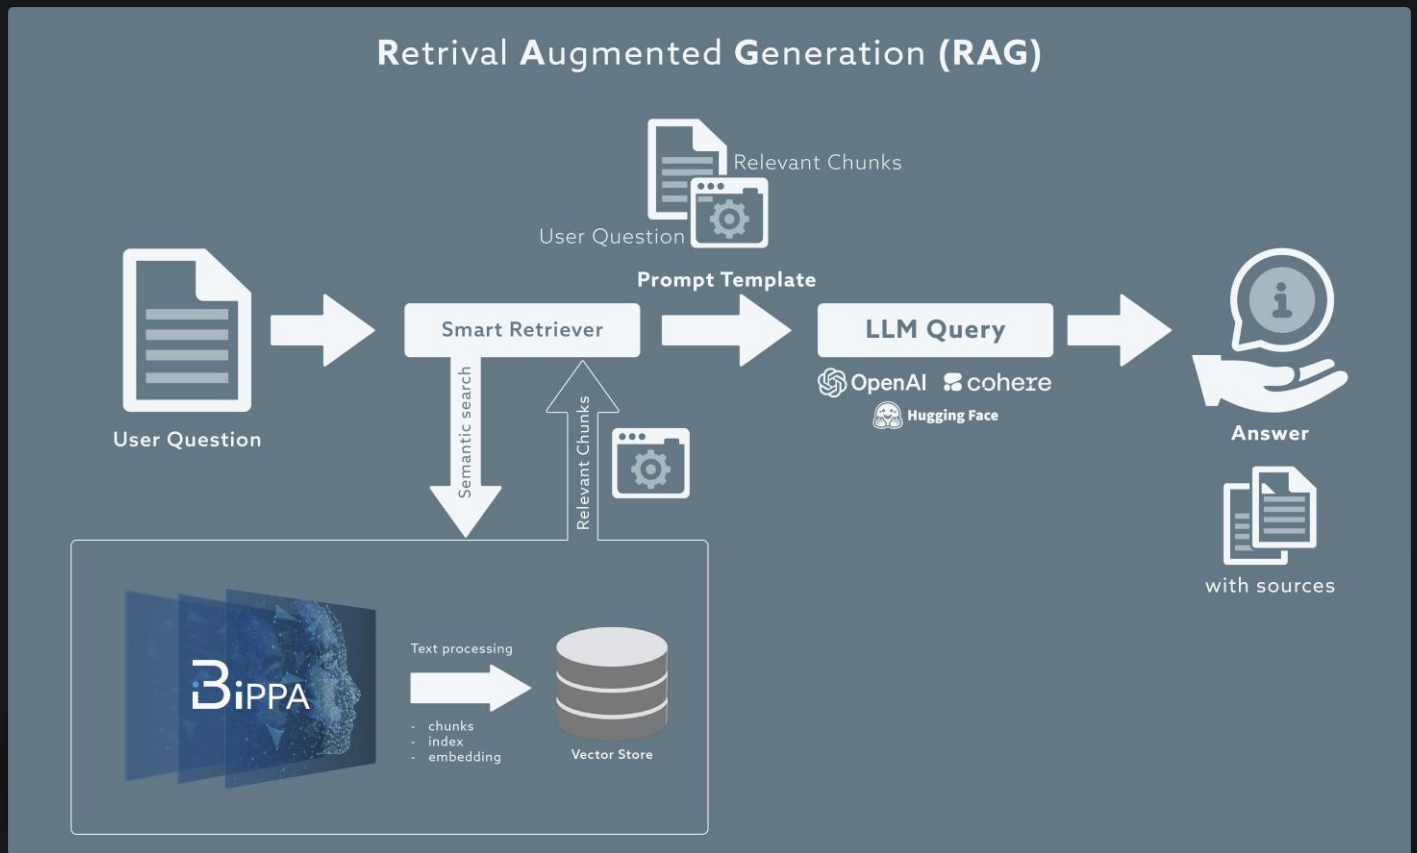 Retrival Augmented Generation (RAG)
Relevant Chunks
User Question
Prompt Template
User Question
Smart Retriever
LLM Query
OpenAI cohere
Hugging Face
Semantic search
Relevant Chunks
Answer
with sources
BiPPA
Text processing
- chunks
- index
- embedding
Vector Store